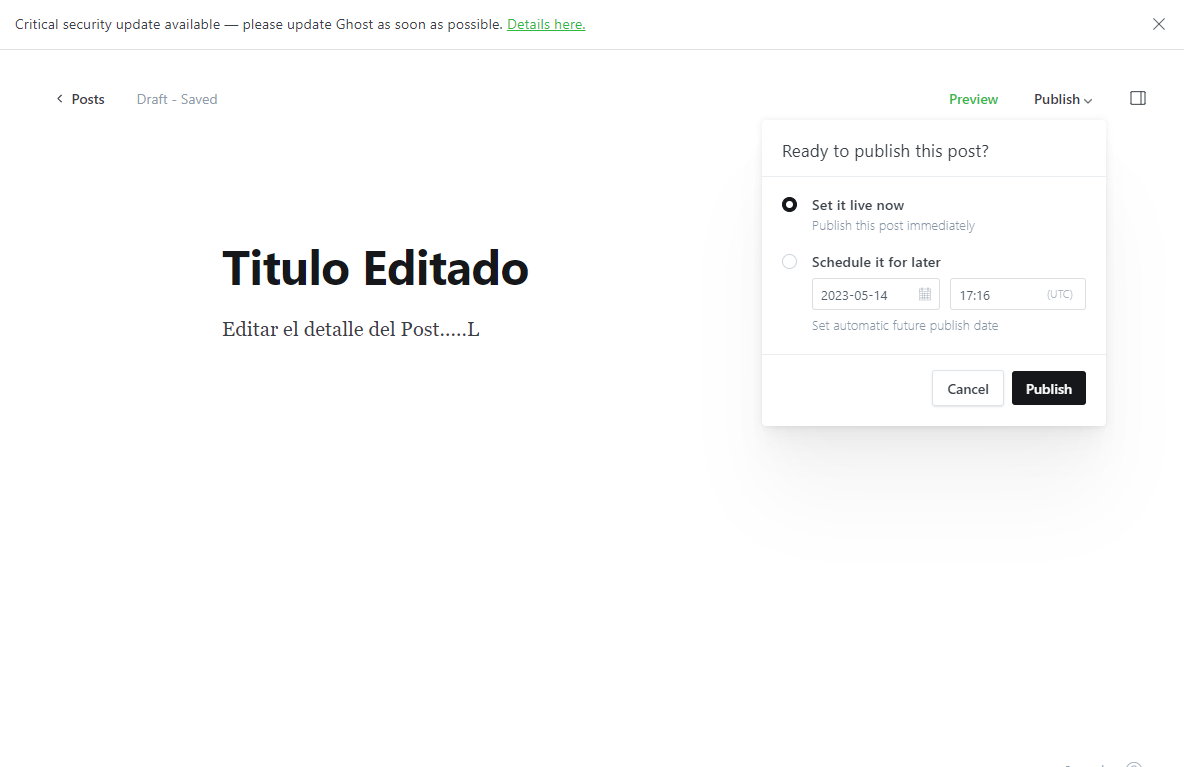 Critical security update available — please update Ghost as soon as possible. Details here.
Posts
Draft - Saved
Preview
Publish
Ready to publish this post?
Set it live now
Publish this post immediately
Schedule it for later
2023-05-14
17:16
(UTC)
Set automatic future publish date
Cancel
Publish
Titulo Editado
Editar el detalle del Post.....L